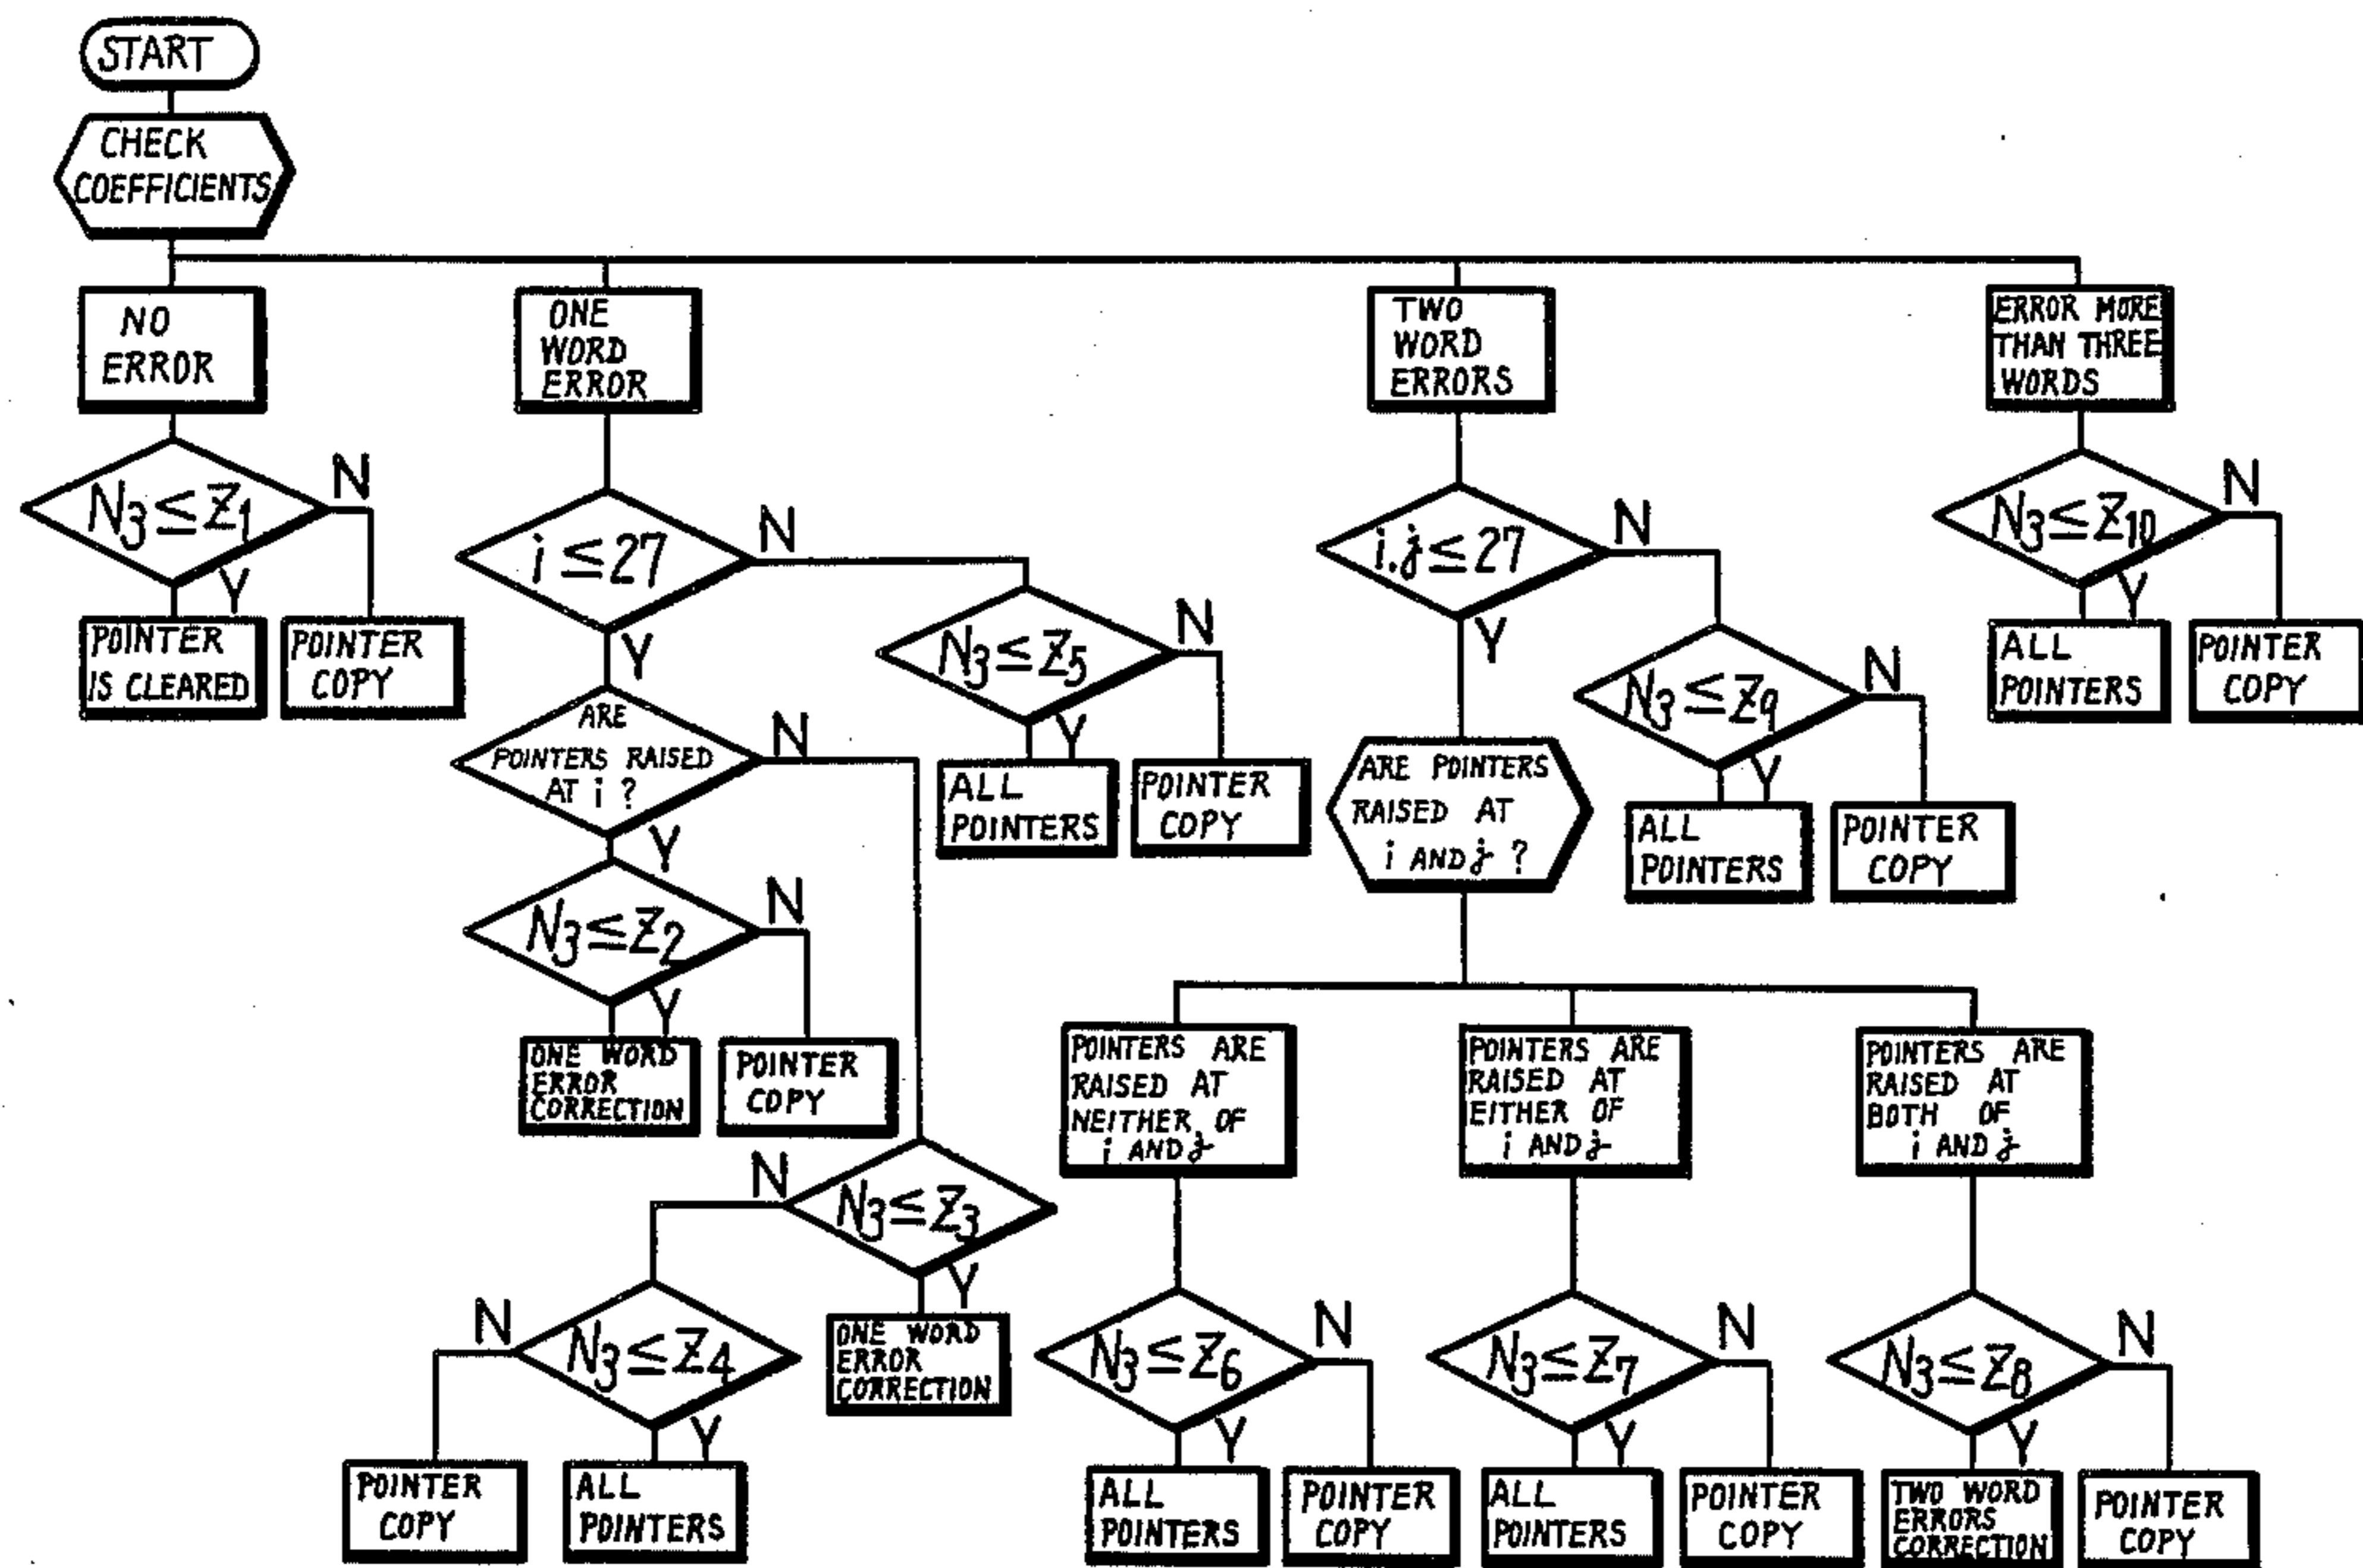 START
CHECK
COEFFICIENTS
NO
ERROR
N3≤Z1
N
Y
POINTER
IS CLEARED
POINTER
COPY
ONE
WORD
ERROR
i≤27
N
Y
N3≤Z5
N
Y
ALL
POINTERS
POINTER
COPY
ARE
POINTERS RAISED
AT i ?
N
Y
N3≤Z2
N
Y
ONE WORD
ERROR
CORRECTION
POINTER
COPY
N3≤Z3
N
Y
ONE WORD
ERROR
CORRECTION
N3≤Z4
N
Y
POINTER
COPY
ALL
POINTERS
TWO
WORD
ERRORS
i.j≤27
N
Y
N3≤Z9
N
Y
ALL
POINTERS
POINTER
COPY
ARE POINTERS
RAISED AT
i AND j ?
POINTERS ARE
RAISED AT
NEITHER OF
i AND j
N3≤Z6
N
Y
ALL
POINTERS
POINTER
COPY
POINTERS ARE
RAISED AT
EITHER OF
i AND j
N3≤Z7
N
Y
ALL
POINTERS
POINTER
COPY
POINTERS ARE
RAISED AT
BOTH OF
i AND j
N3≤Z8
N
Y
TWO WORD
ERRORS
CORRECTION
POINTER
COPY
ERROR MORE
THAN THREE
WORDS
N3≤Z10
N
Y
ALL
POINTERS
POINTER
COPY